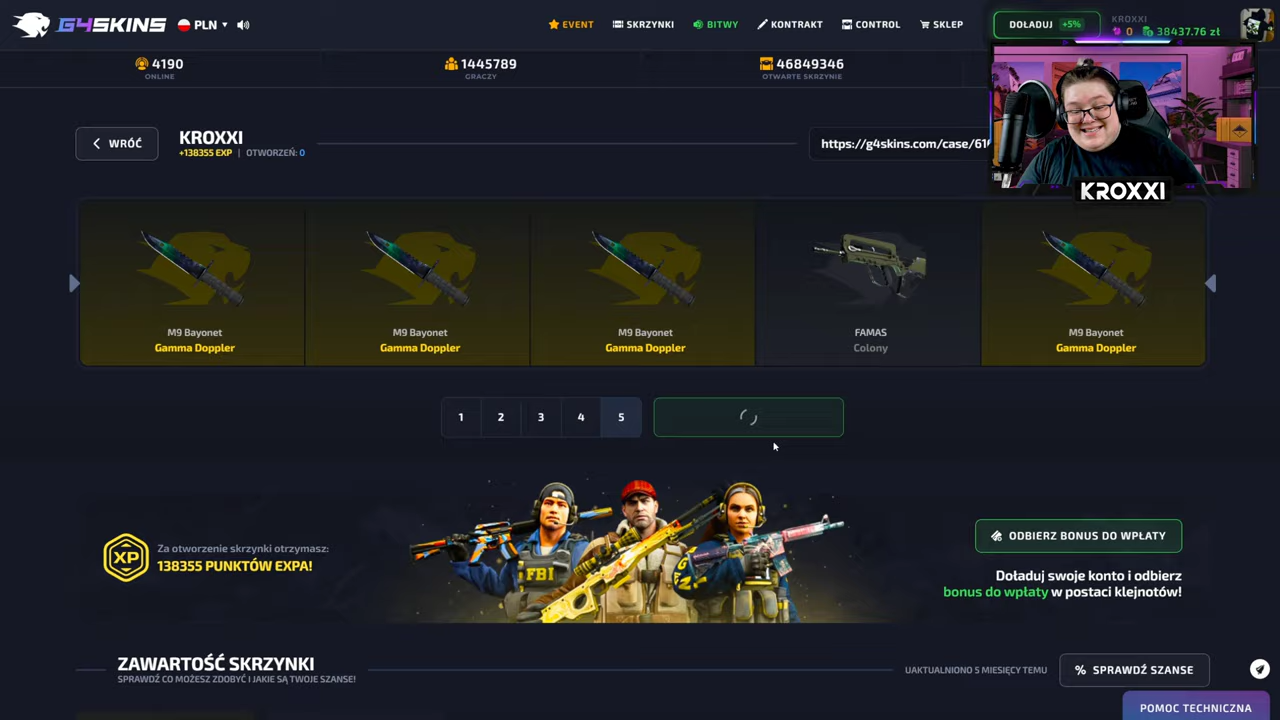 G4SKINS
PLN
EVENT
SKRZYNKI
BITWY
KONTRAKT
CONTROL
SKLEP
DOŁADUJ +5%
KROXXI
0 38437.76 zł
4190
ONLINE
1445789
GRACZY
46849346
OTWARTE SKRZYNIE
WRÓĆ
KROXXI
+138355 EXP | OTWORZEŃ: 0
https://g4skins.com/case/616
KROXXI
M9 Bayonet
Gamma Doppler
M9 Bayonet
Gamma Doppler
M9 Bayonet
Gamma Doppler
FAMAS
Colony
M9 Bayonet
Gamma Doppler
1 2 3 4 5
FBI
XP
Za otworzenie skrzynki otrzymasz:
138355 PUNKTÓW EXPA!
ODBIERZ BONUS DO WPŁATY
Doładuj swoje konto i odbierz
bonus do wpłaty w postaci klejnotów!
ZAWARTOŚĆ SKRZYNKI
SPRAWDŹ CO MOŻESZ ZDOBYĆ I JAKIE SĄ TWOJE SZANSE!
UAKTUALNIONO 5 MIESIĘCY TEMU
% SPRAWDŹ SZANSE
POMOC TECHNICZNA